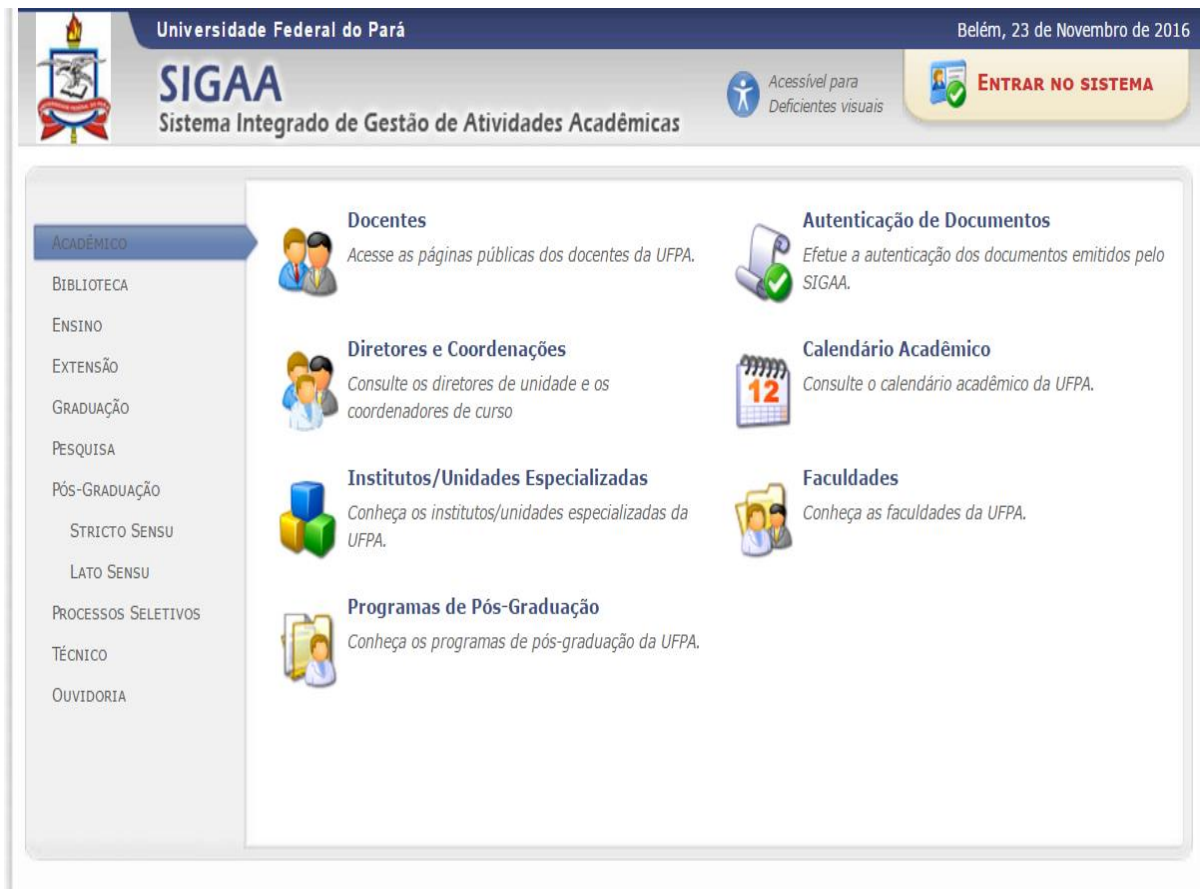 Universidade Federal do Pará
Belém, 23 de Novembro de 2016
SIGAA
Sistema Integrado de Gestão de Atividades Acadêmicas
Acessível para
Deficientes visuais
ENTRAR NO SISTEMA
ACADÊMICO
BIBLIOTECA
ENSINO
EXTENSÃO
GRADUAÇÃO
PESQUISA
PÓS-GRADUAÇÃO
STRICTO SENSU
LATO SENSU
PROCESSOS SELETIVOS
TÉCNICO
OUVIDORIA
Docentes
Acesse as páginas públicas dos docentes da UFPA.
Autenticação de Documentos
Efetue a autenticação dos documentos emitidos pelo
SIGAA.
Diretores e Coordenações
Consulte os diretores de unidade e os
coordenadores de curso
12
Calendário Acadêmico
Consulte o calendário acadêmico da UFPA.
Institutos/Unidades Especializadas
Conheça os institutos/unidades especializadas da
UFPA.
Faculdades
Conheça as faculdades da UFPA.
Programas de Pós-Graduação
Conheça os programas de pós-graduação da UFPA.